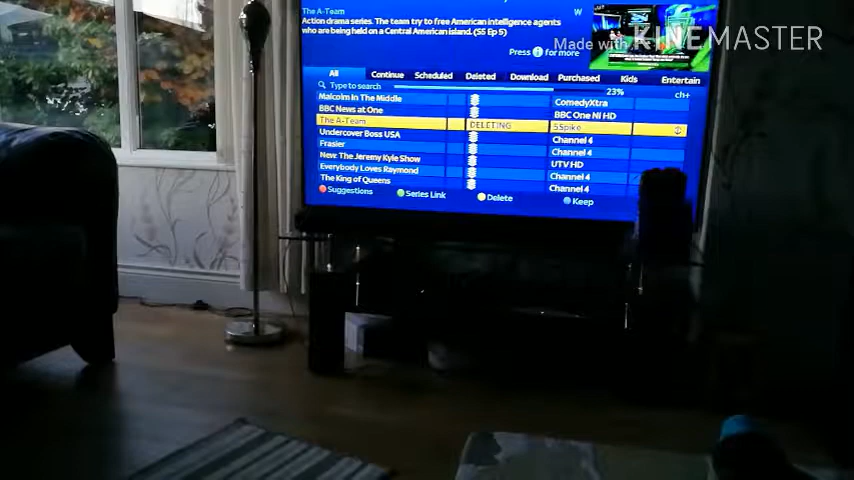 The A-Team
W
Action drama series. The team try to free American intelligence agents
who are being held on a Central American island. (S5 Ep 5)
Press i for more
Made with KINEMASTER
All Continue Scheduled Deleted Download Purchased Kids Entertain
Type to search 23% ch+
Malcolm In The Middle ComedyXtra
BBC News at One BBC One NI HD
The A-Team DELETING 5Spike
Undercover Boss USA Channel 4
Frasier Channel 4
New: The Jeremy Kyle Show UTV HD
Everybody Loves Raymond Channel 4
The King of Queens Channel 4
Suggestions Series Link Delete Keep